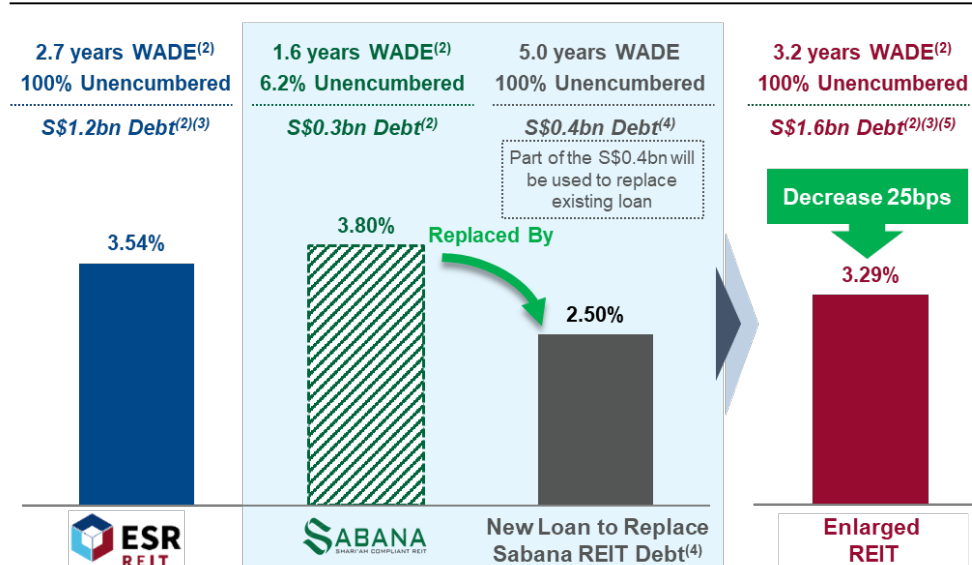 2.7 years WADE(2)
100% Unencumbered
S$1.2bn Debt(2)(3)
3.54%
ESR
REIT
1.6 years WADE(2)
6.2% Unencumbered
S$0.3bn Debt(2)
3.80%
SABANA
SHARI'AH COMPLIANT REIT
Replaced By
5.0 years WADE
100% Unencumbered
S$0.4bn Debt(4)
Part of the S$0.4bn will
be used to replace
existing loan
2.50%
New Loan to Replace
Sabana REIT Debt(4)
3.2 years WADE(2)
100% Unencumbered
S$1.6bn Debt(2)(3)(5)
Decrease 25bps
3.29%
Enlarged
REIT